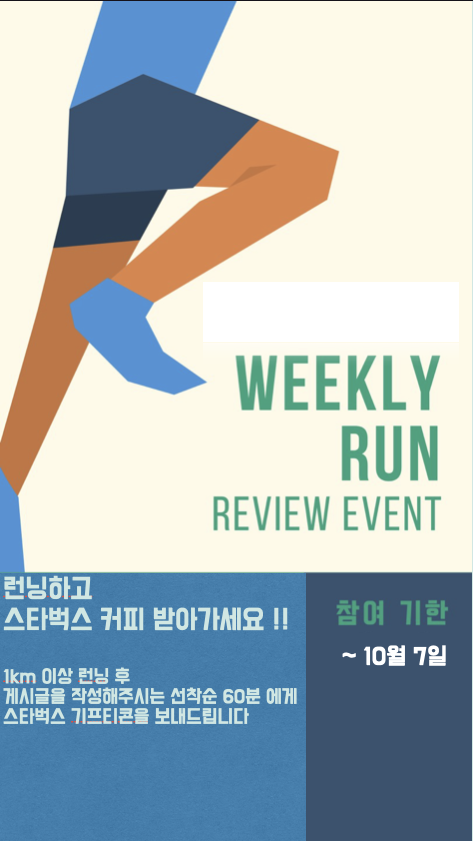 WEEKLY
RUN
REVIEW EVENT
런닝하고
스타벅스 커피 받아가세요 !!
1km 이상 런닝 후
게시글을 작성해주시는 선착순 60분 에게
스타벅스 기프티콘을 보내드립니다
참여 기한
~ 10월 7일